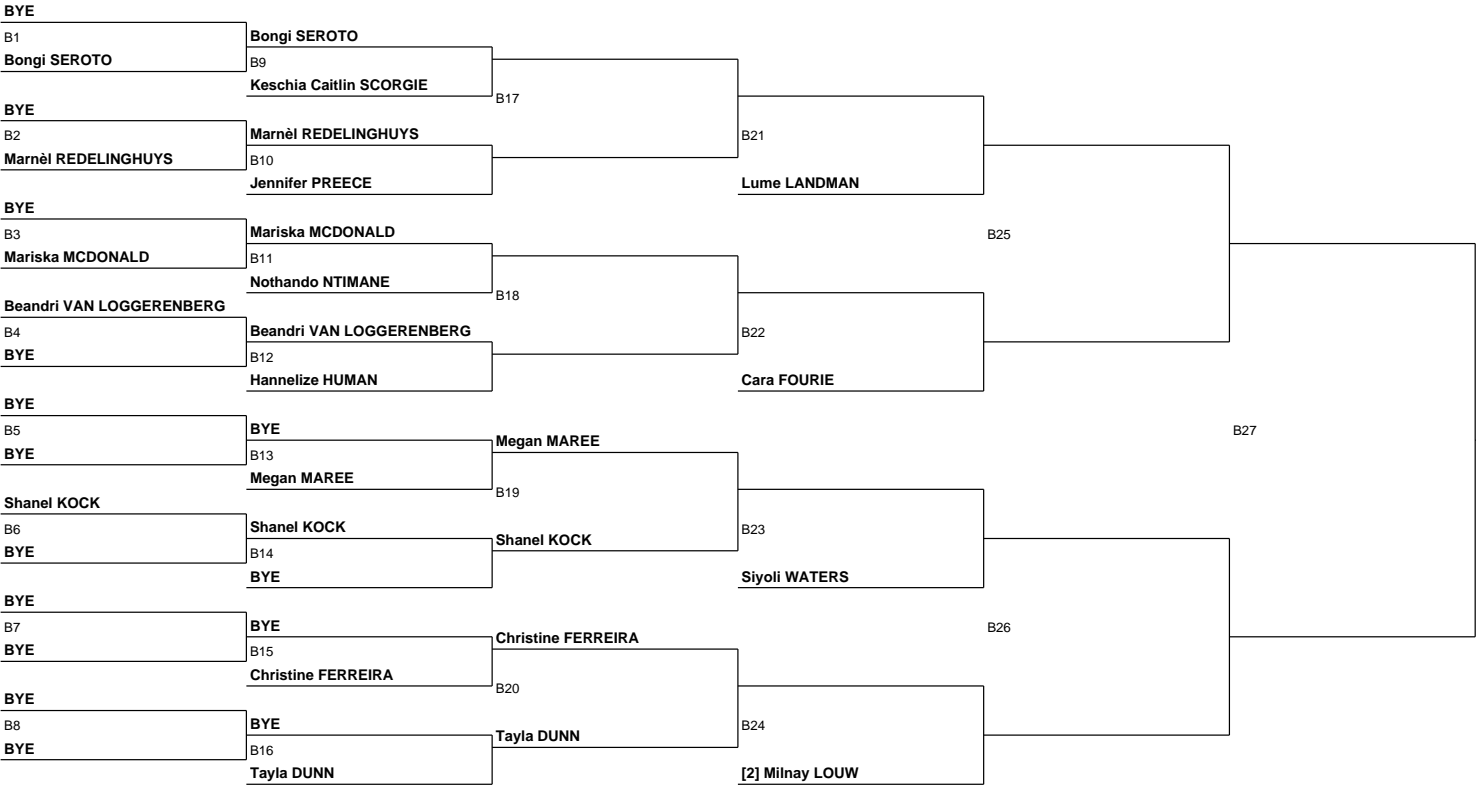 BYE
B1
Bongi SEROTO
BYE
B2
Marnèl REDELINGHUYS
BYE
B3
Mariska MCDONALD
Beandri VAN LOGGERENBERG
B4
BYE
BYE
B5
BYE
Shanel KOCK
B6
BYE
BYE
B7
BYE
BYE
B8
BYE
Bongi SEROTO
B9
Keschia Caitlin SCORGIE
Marnèl REDELINGHUYS
B10
Jennifer PREECE
Mariska MCDONALD
B11
Nothando NTIMANE
Beandri VAN LOGGERENBERG
B12
Hannelize HUMAN
BYE
B13
Megan MAREE
Shanel KOCK
B14
BYE
BYE
B15
Christine FERREIRA
BYE
B16
Tayla DUNN
B17
B18
Megan MAREE
B19
Shanel KOCK
Christine FERREIRA
B20
Tayla DUNN
B21
Lume LANDMAN
B22
Cara FOURIE
B23
Siyoli WATERS
B24
[2] Milnay LOUW
B25
B26
B27